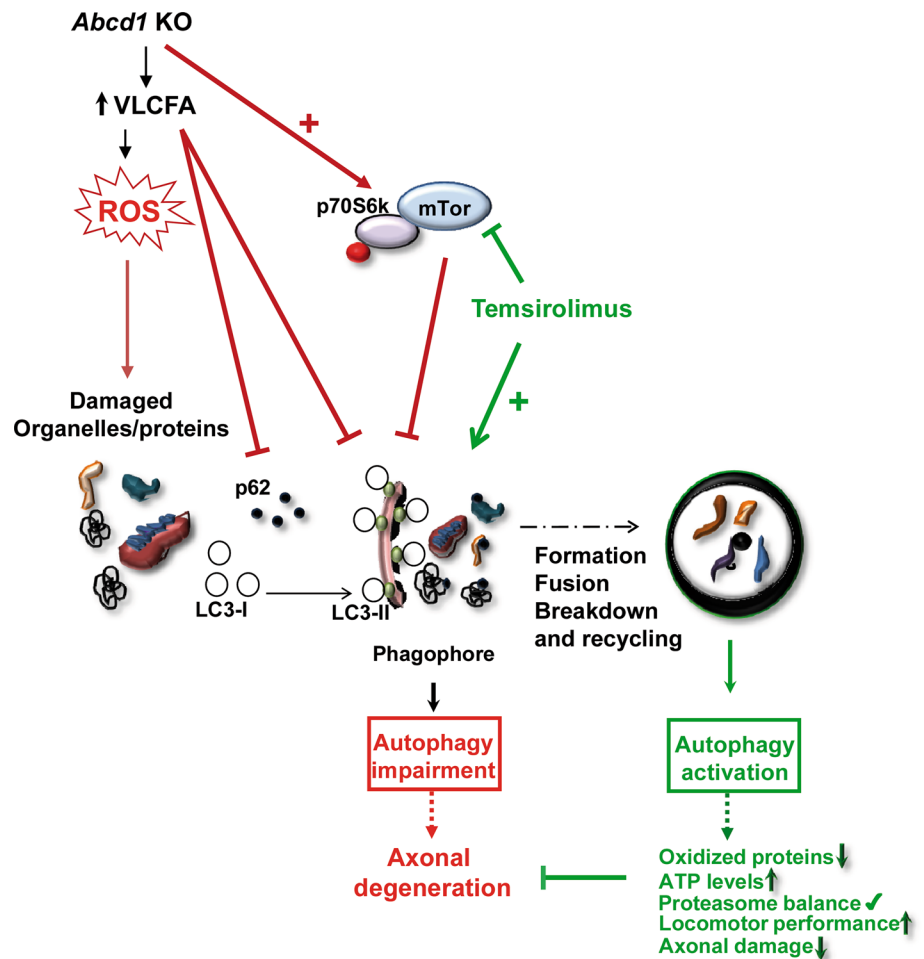 Abcd1 KO
VLCFA
+
ROS
p70S6k
mTor
Temsirolimus
+
Damaged
Organelles/proteins
p62
LC3-I
LC3-II
Formation
Fusion
Breakdown
and recycling
Phagophore
Autophagy
impairment
Autophagy
activation
Axonal
degeneration
Oxidized proteins
ATP levels
Proteasome balance ✓
Locomotor performance
Axonal damage